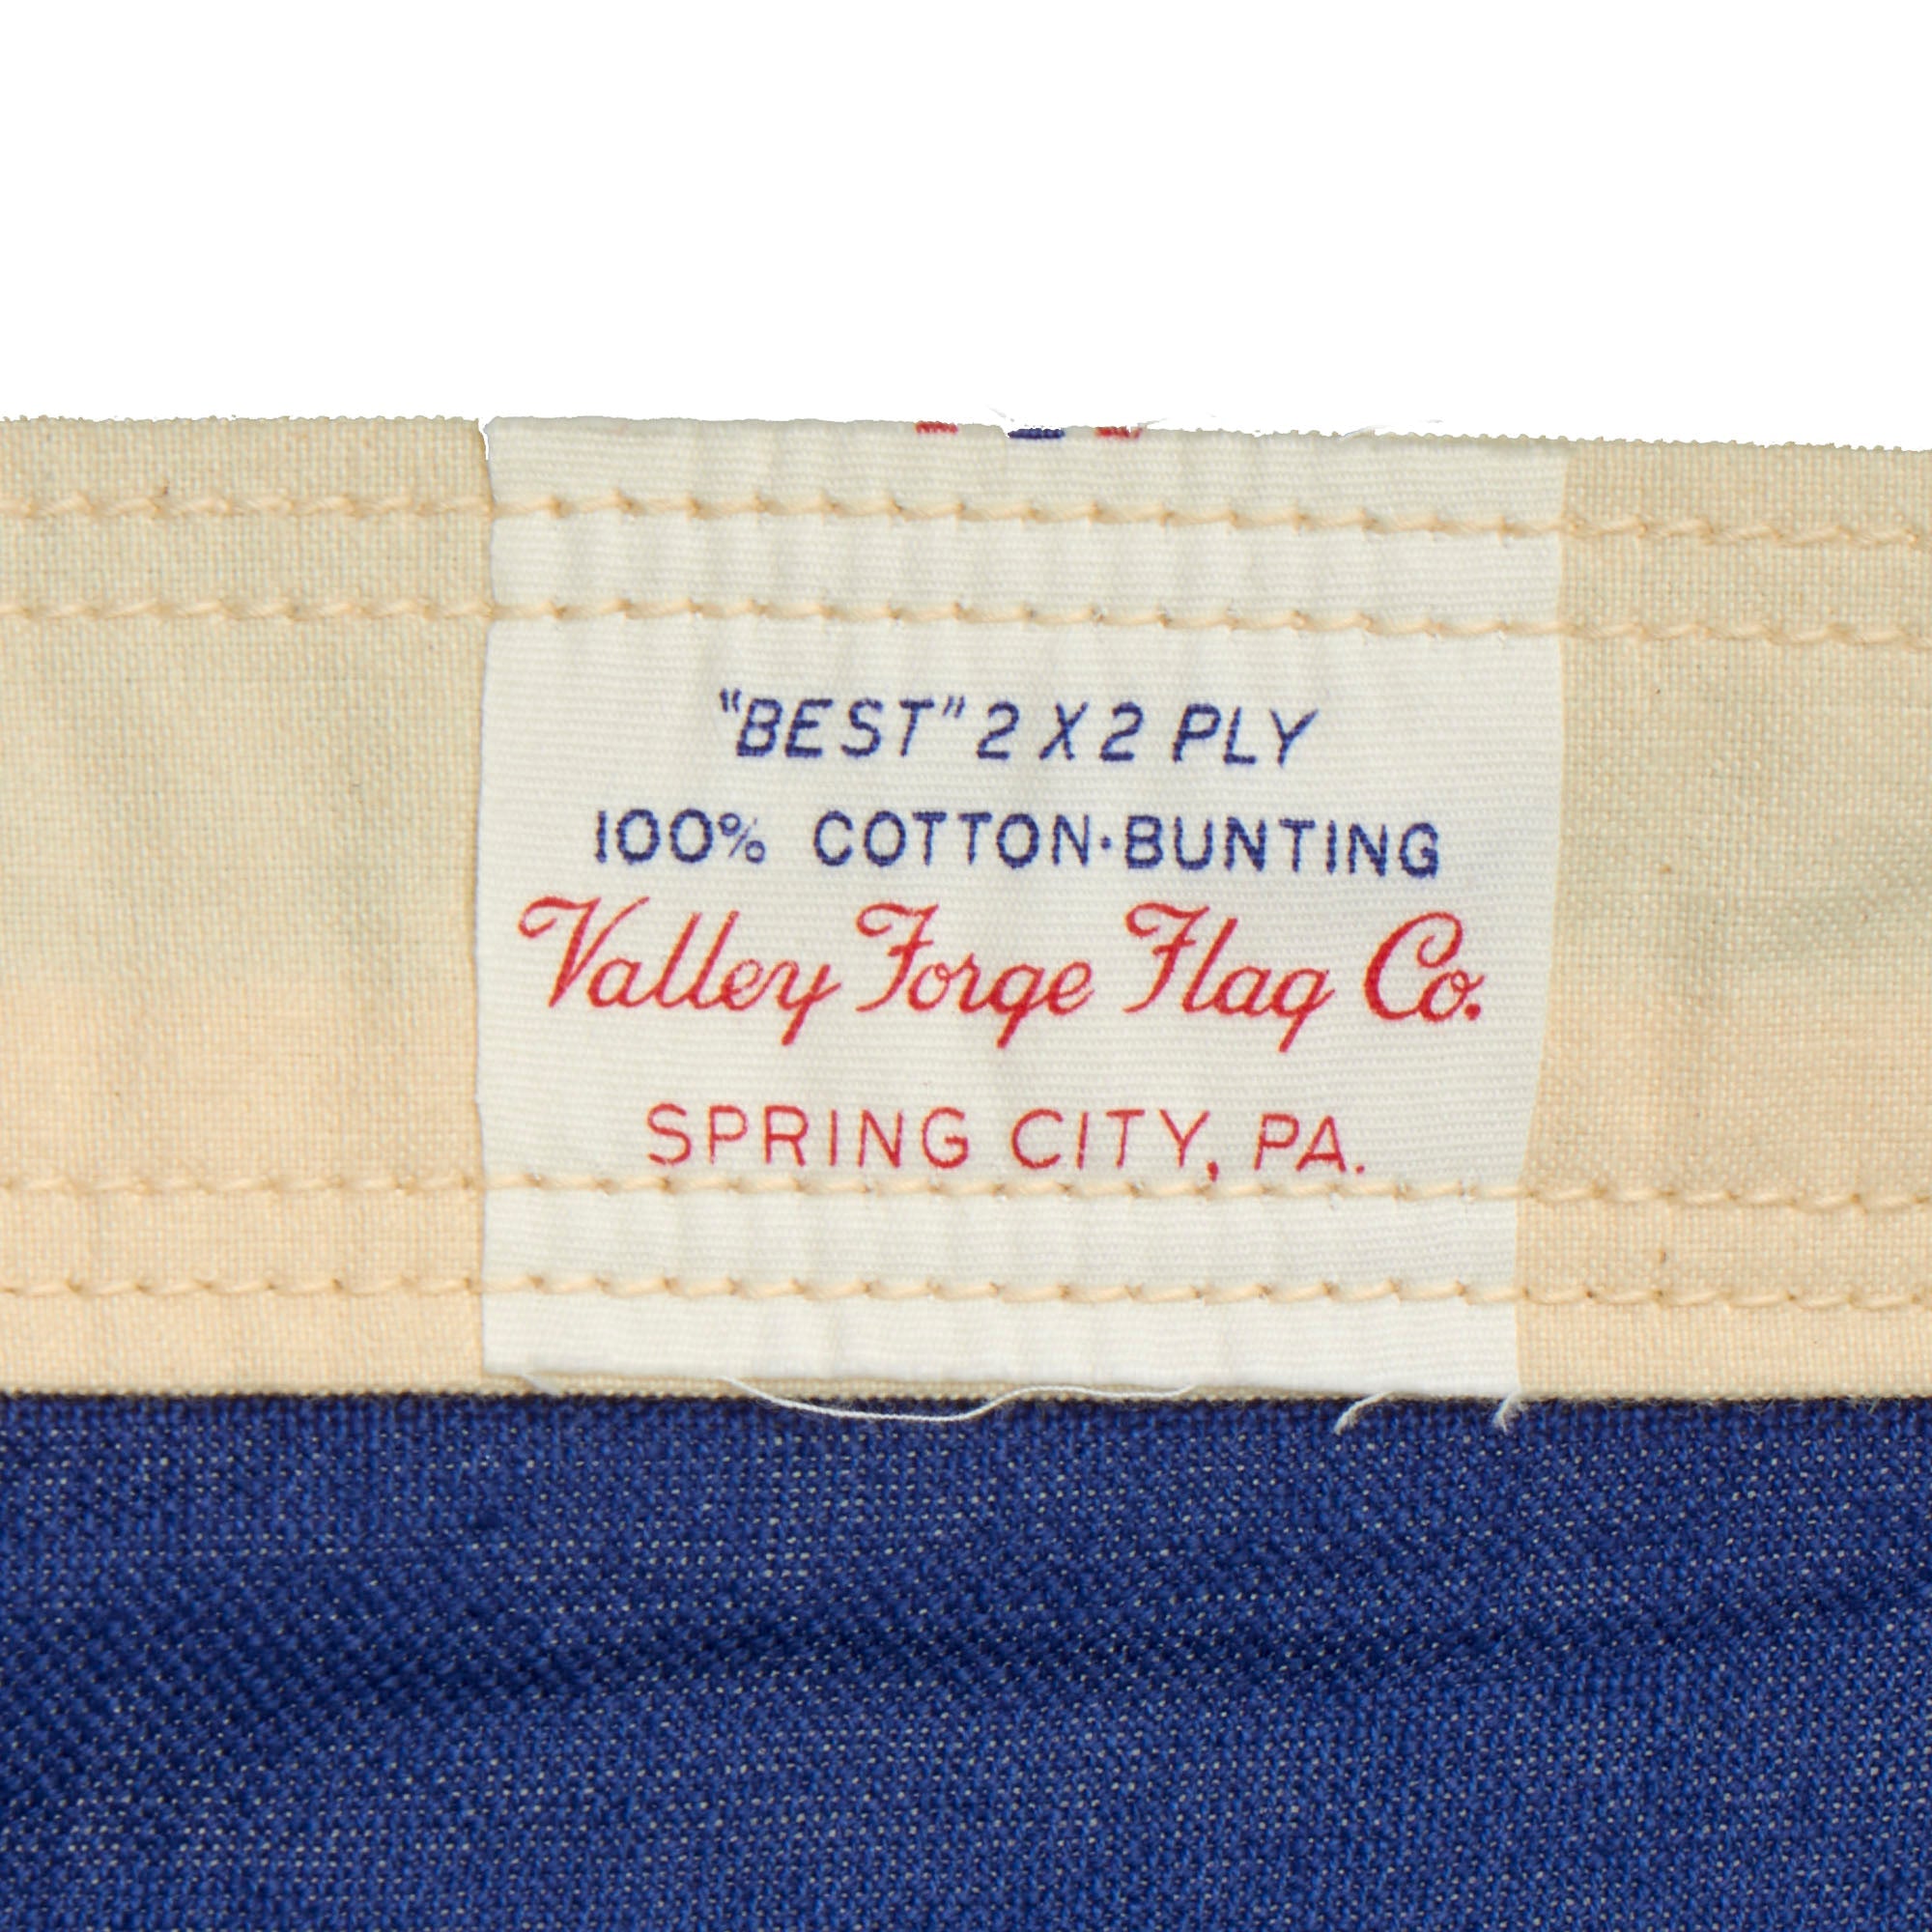 "BEST" 2 X 2 PLY
100% COTTON·BUNTING
Valley Forge Flag Co.
SPRING CITY, PA.